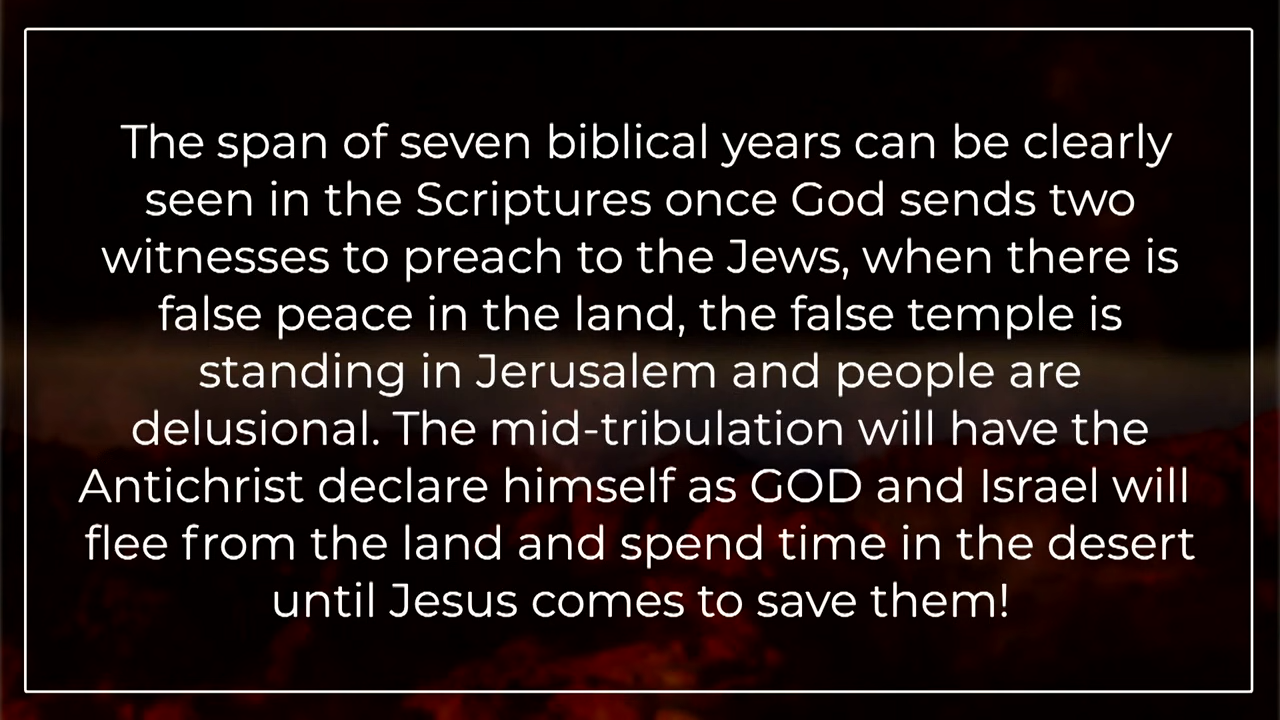 The span of seven biblical years can be clearly
seen in the Scriptures once God sends two
witnesses to preach to the Jews, when there is
false peace in the land, the false temple is
standing in Jerusalem and people are
delusional. The mid-tribulation will have the
Antichrist declare himself as GOD and Israel will
flee from the land and spend time in the desert
until Jesus comes to save them!